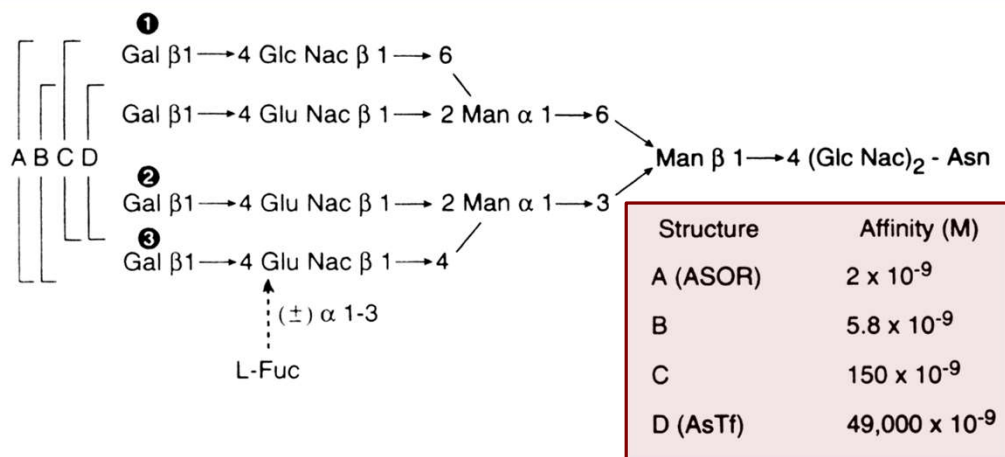 ❶
Gal β1→4 Glc Nac β 1→6
Gal β1→4 Glu Nac β 1→2 Man α 1→6
A B C D
Man β 1→4 (Glc Nac)₂ - Asn
❷
Gal β1→4 Glu Nac β 1→2 Man α 1→3
❸
Gal β1→4 Glu Nac β 1→4
(±) α 1-3
L-Fuc
Structure Affinity (M)
A (ASOR) 2 x 10⁻⁹
B 5.8 x 10⁻⁹
C 150 x 10⁻⁹
D (AsTf) 49,000 x 10⁻⁹